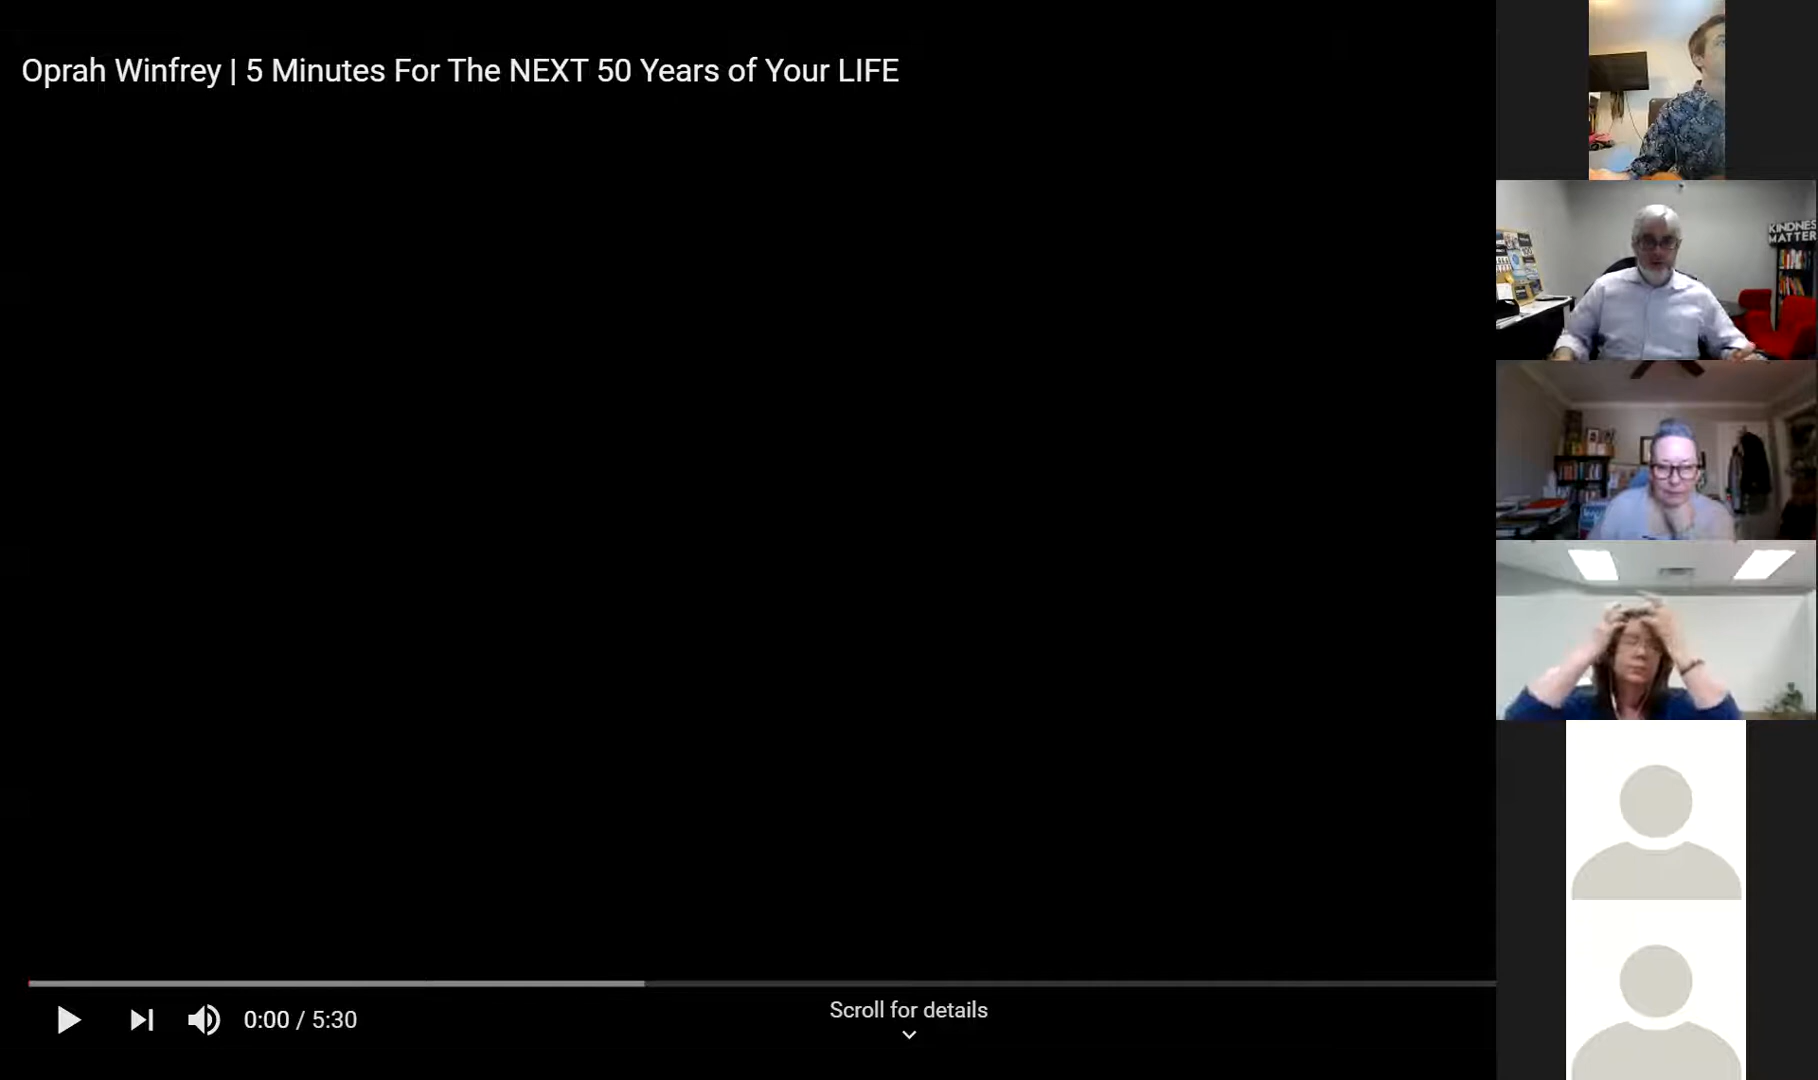 Oprah Winfrey | 5 Minutes For The NEXT 50 Years of Your LIFE
KINDNES
MATTER
0:00 / 5:30
Scroll for details